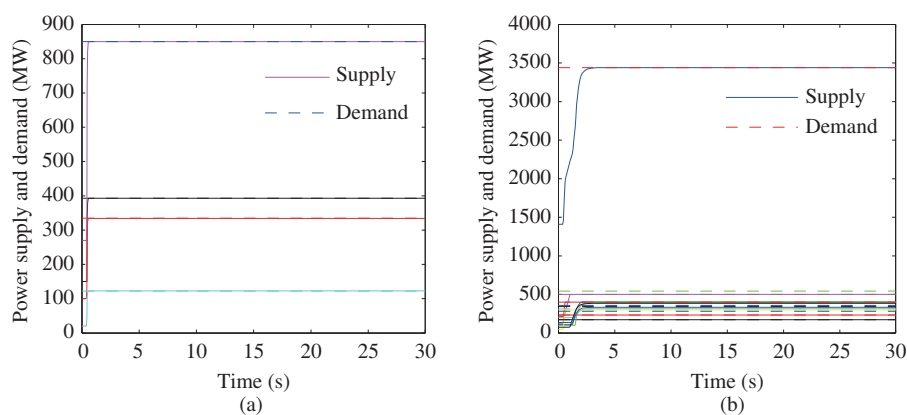 Power supply and demand (MW)
900
800
700
600
500
400
300
200
100
0
Supply
Demand
0 5 10 15 20 25 30
Time (s)
(a)
Power supply and demand (MW)
4000
3500
3000
2500
2000
1500
1000
500
0
Supply
Demand
0 5 10 15 20 25 30
Time (s)
(b)